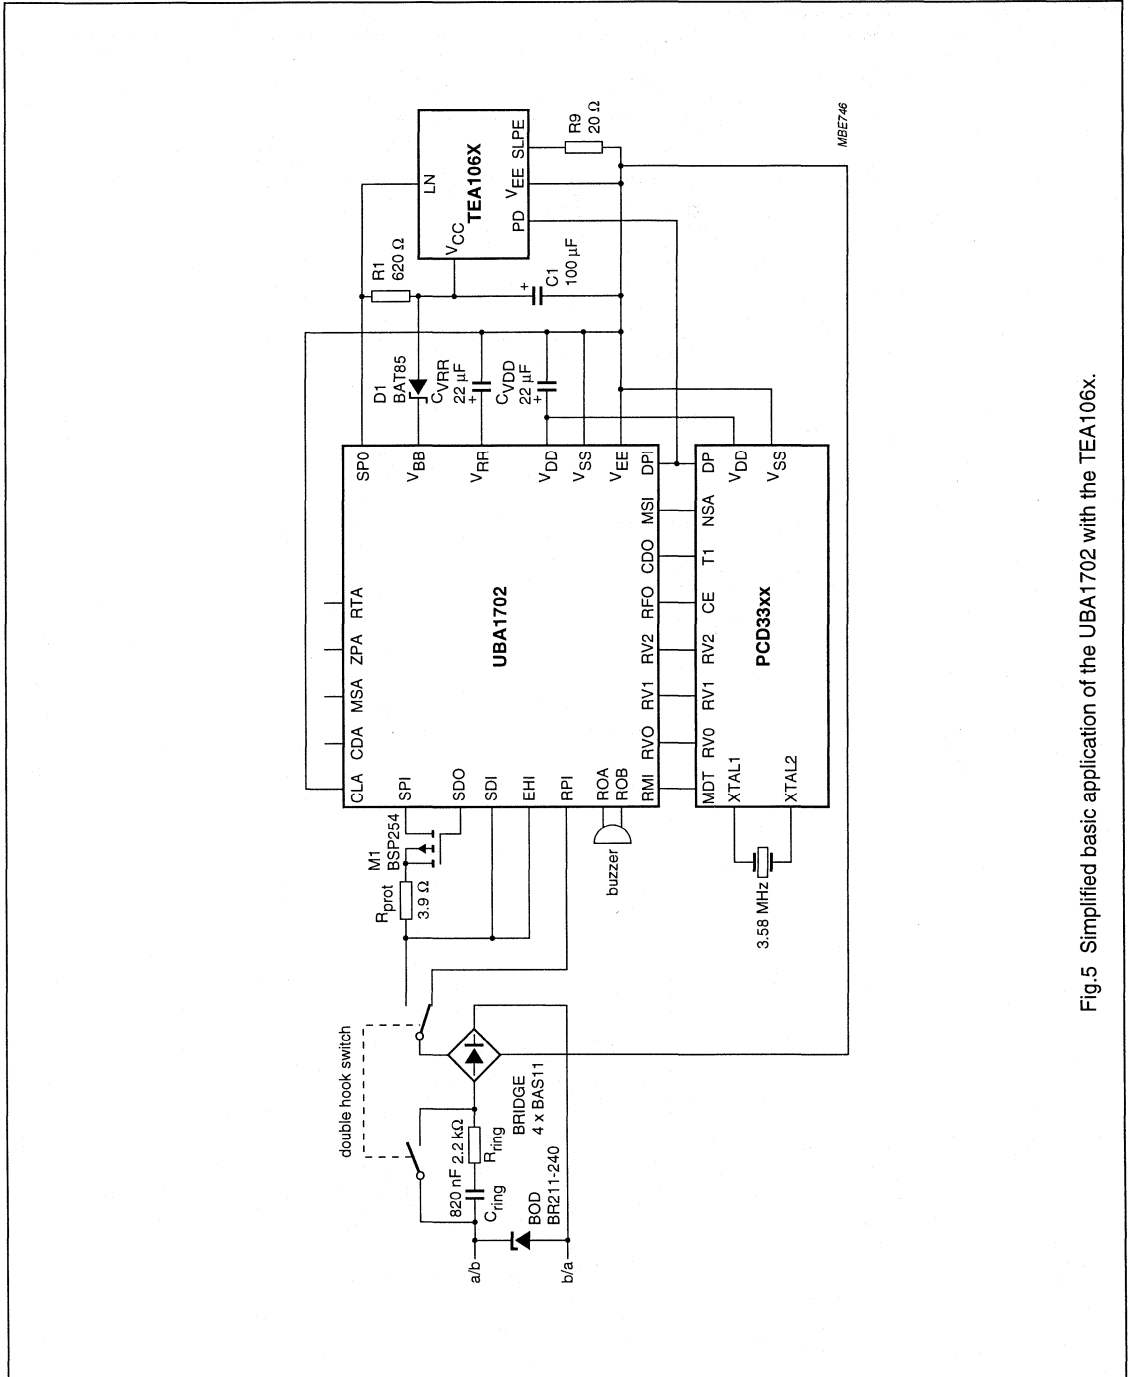 double hook switch
a/b
b/a
820 nF
2.2 kΩ
Cring
Rring
BOD
BR211-240
BRIDGE
4 x BAS11
Rprot
3.9 Ω
M1
BSP254
buzzer
3.58 MHz
UBA1702
CLA
CDA
MSA
ZPA
RTA
SPI
SDO
SDI
EHI
RPI
ROA
ROB
RMI
RVO
RV1
RV2
RFO
CDO
MSI
DPI
SP0
VBB
VRR
VDD
VSS
VEE
PCD33xx
MDT
RV0
RV1
RV2
CE
T1
NSA
DP
XTAL1
XTAL2
VDD
VSS
D1
BAT85
CVRR
22 µF
+
CVDD
22 µF
+
R1
620 Ω
C1
100 µF
+
TEA106X
LN
VCC
PD
VEE
SLPE
R9
20 Ω
MBE746
Fig.5 Simplified basic application of the UBA1702 with the TEA106x.